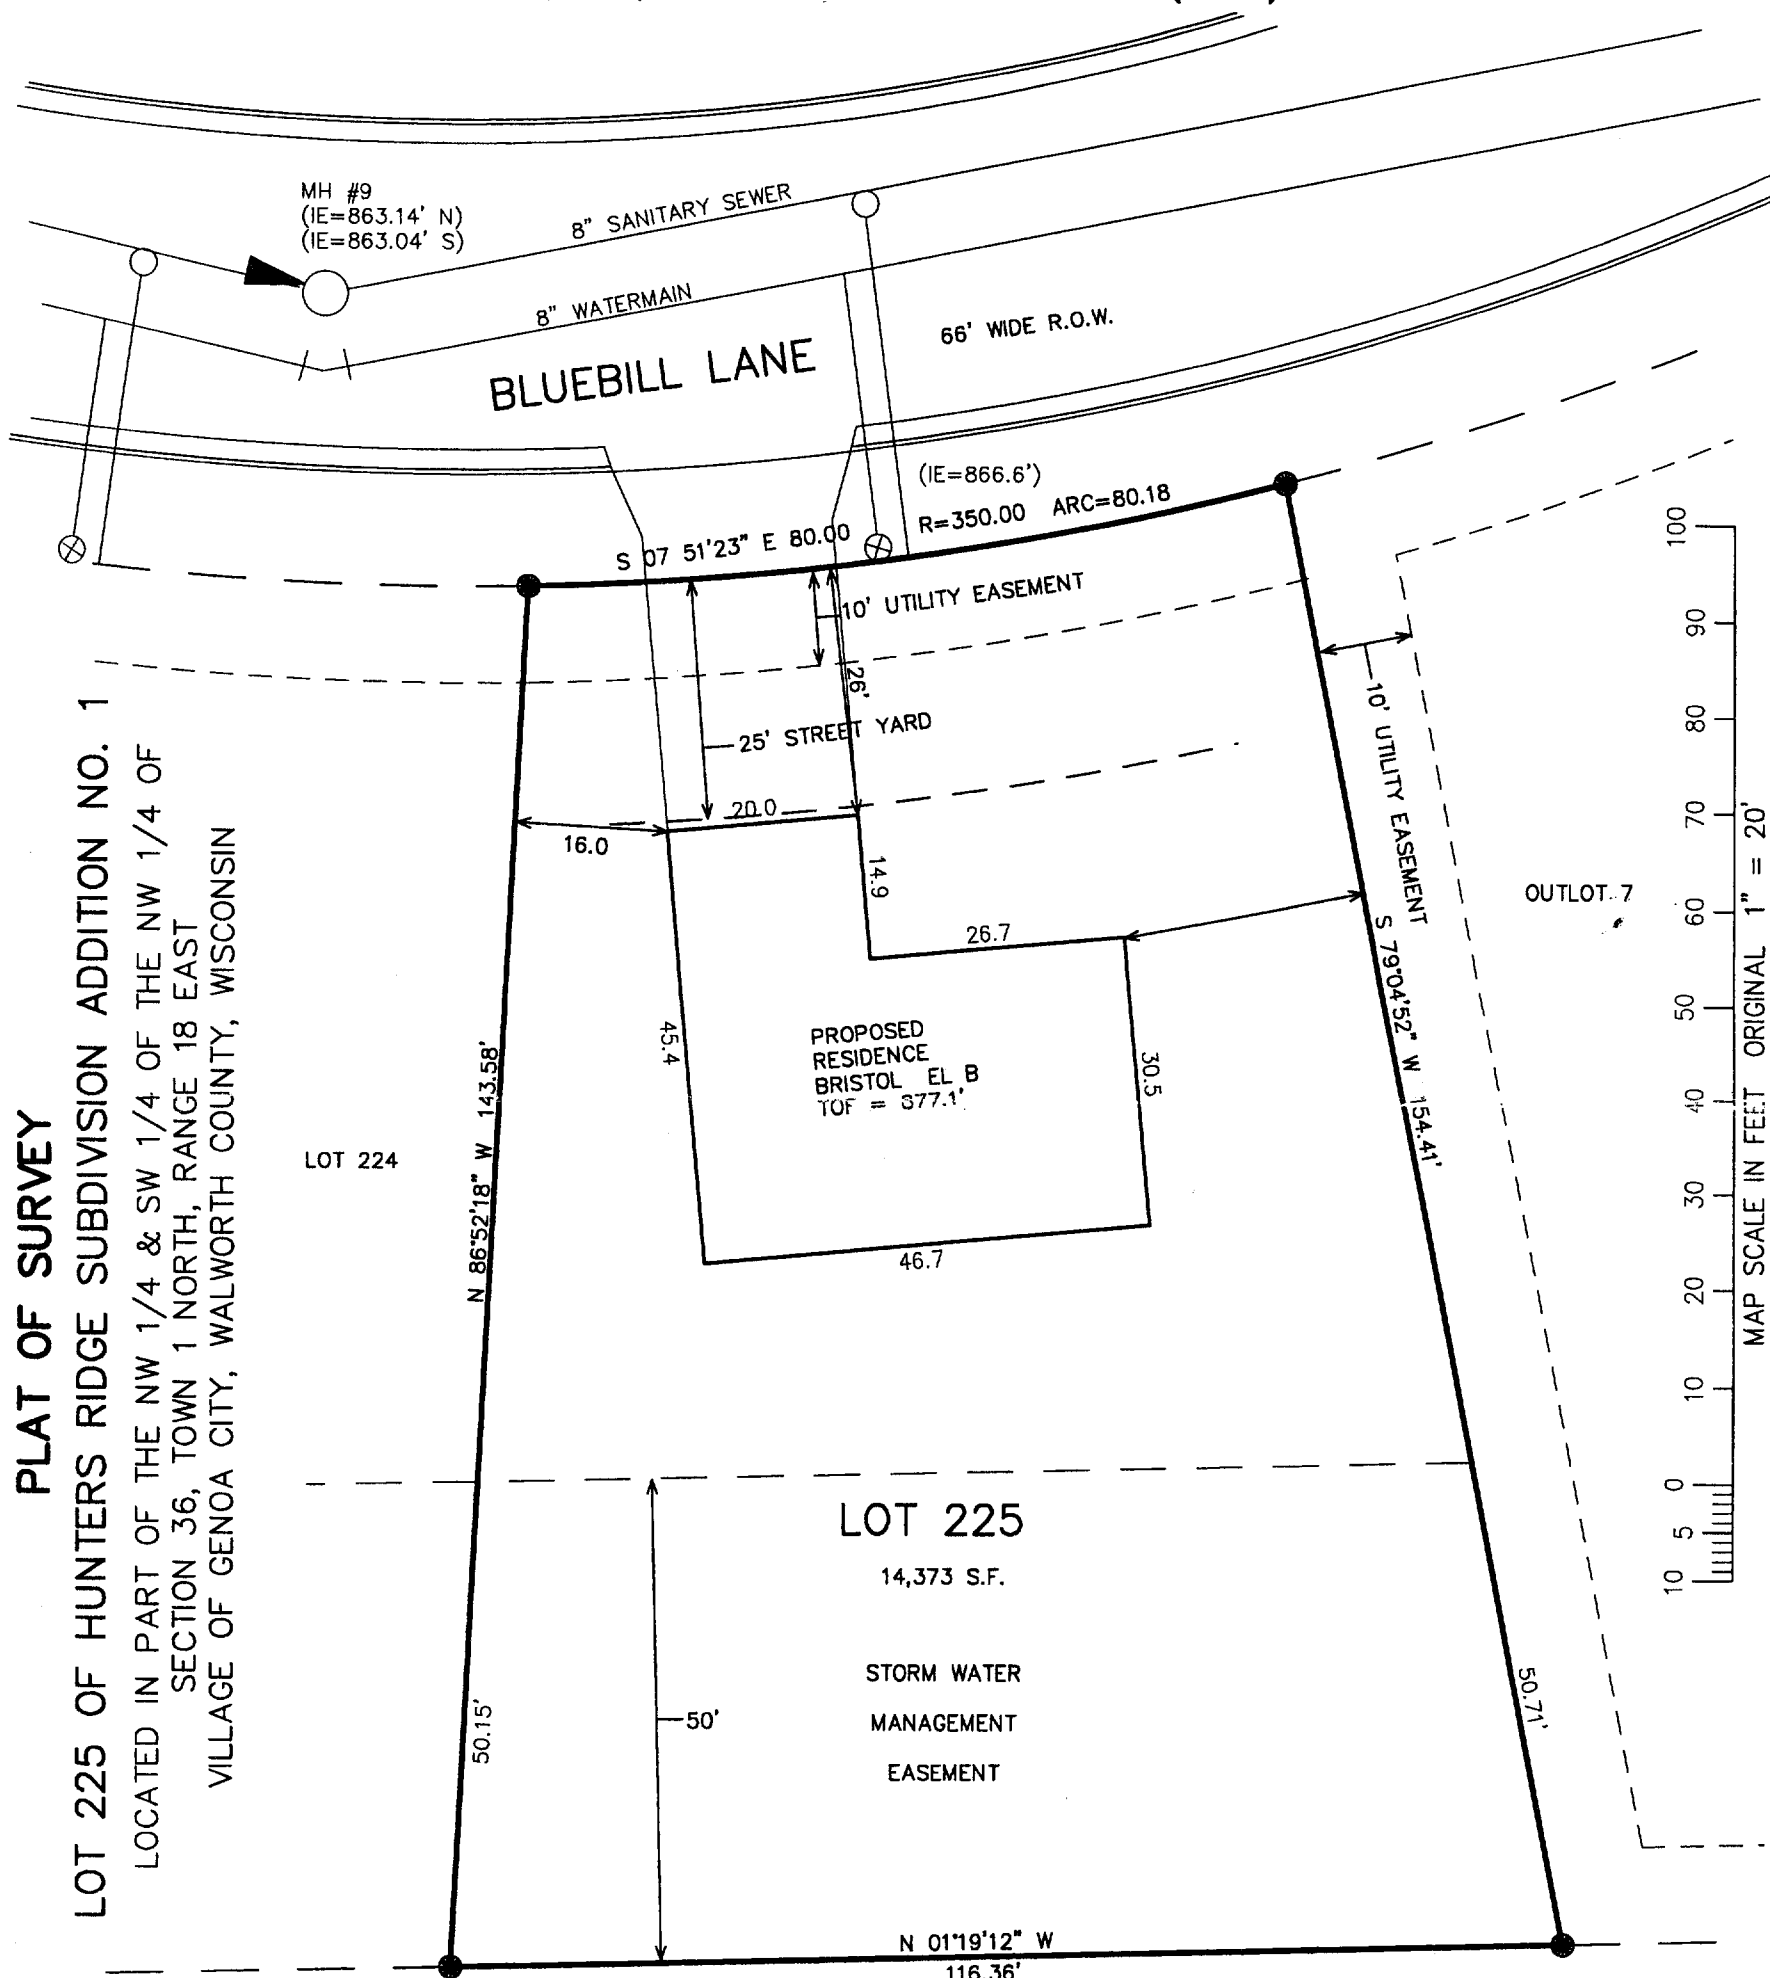 MH #9
(IE=863.14' N)
(IE=863.04' S)
8" SANITARY SEWER
8" WATERMAIN
BLUEBILL LANE
66' WIDE R.O.W.
(IE=866.6')
S 07 51'23" E 80.00
R=350.00 ARC=80.18
10' UTILITY EASEMENT
26'
25' STREET YARD
20.0
16.0
14.9
26.7
45.4
30.5
46.7
PROPOSED
RESIDENCE
BRISTOL EL B
TOF = 877.1'
10' UTILITY EASEMENT
S 79°04'52" W 154.41'
OUTLOT 7
N 86°52'18" W 143.58'
LOT 224
LOT 225
14,373 S.F.
STORM WATER
MANAGEMENT
EASEMENT
50'
50.15'
50.71'
N 01°19'12" W
116.36'
PLAT OF SURVEY
LOT 225 OF HUNTERS RIDGE SUBDIVISION ADDITION NO. 1
LOCATED IN PART OF THE NW 1/4 & SW 1/4 OF THE NW 1/4 OF
SECTION 36, TOWN 1 NORTH, RANGE 18 EAST
VILLAGE OF GENOA CITY, WALWORTH COUNTY, WISCONSIN
10 5 0 10 20 30 40 50 60 70 80 90 100
MAP SCALE IN FEET ORIGINAL 1" = 20'